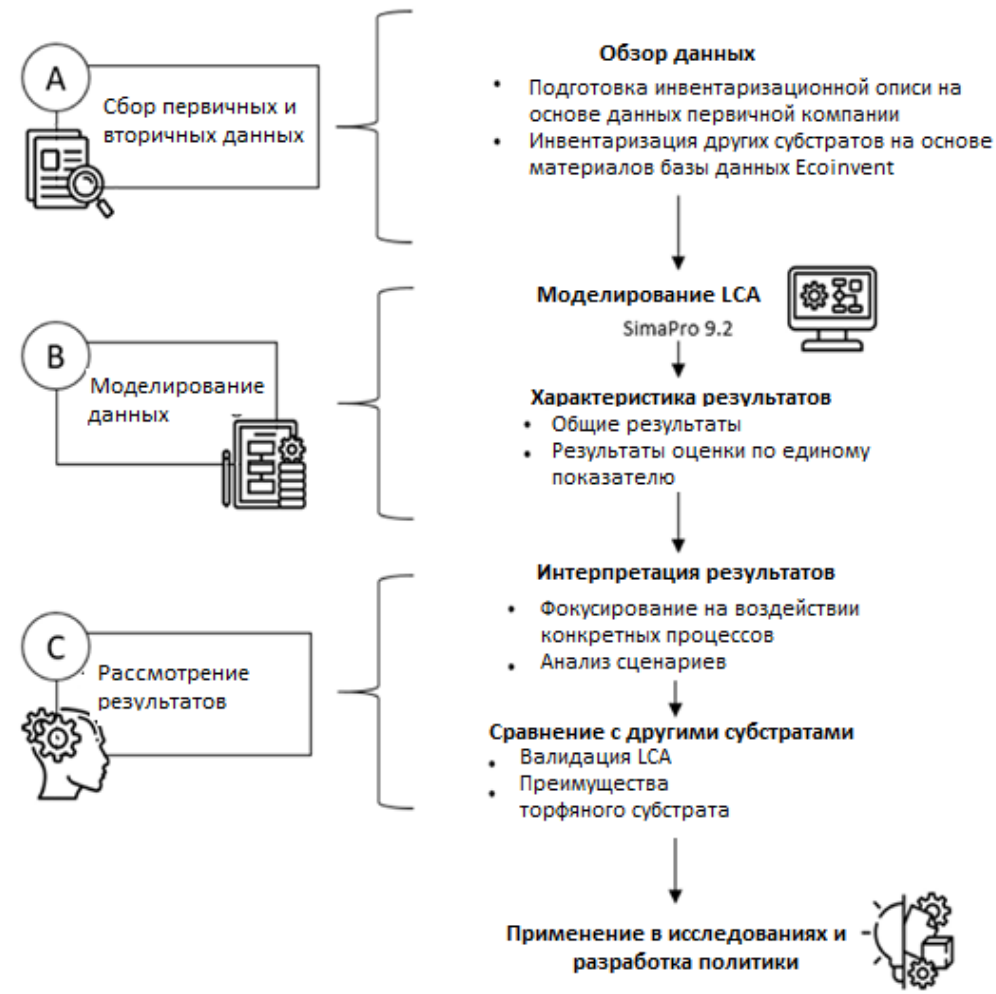 A
Сбор первичных и
вторичных данных
Обзор данных
• Подготовка инвентаризационной описи на
основе данных первичной компании
• Инвентаризация других субстратов на основе
материалов базы данных Ecoinvent
B
Моделирование
данных
Моделирование LCA
SimaPro 9.2
Характеристика результатов
• Общие результаты
• Результаты оценки по единому
показателю
C
Рассмотрение
результатов
Интерпретация результатов
• Фокусирование на воздействии
конкретных процессов
• Анализ сценариев
Сравнение с другими субстратами
• Валидация LCA
• Преимущества
торфяного субстрата
Применение в исследованиях и
разработка политики